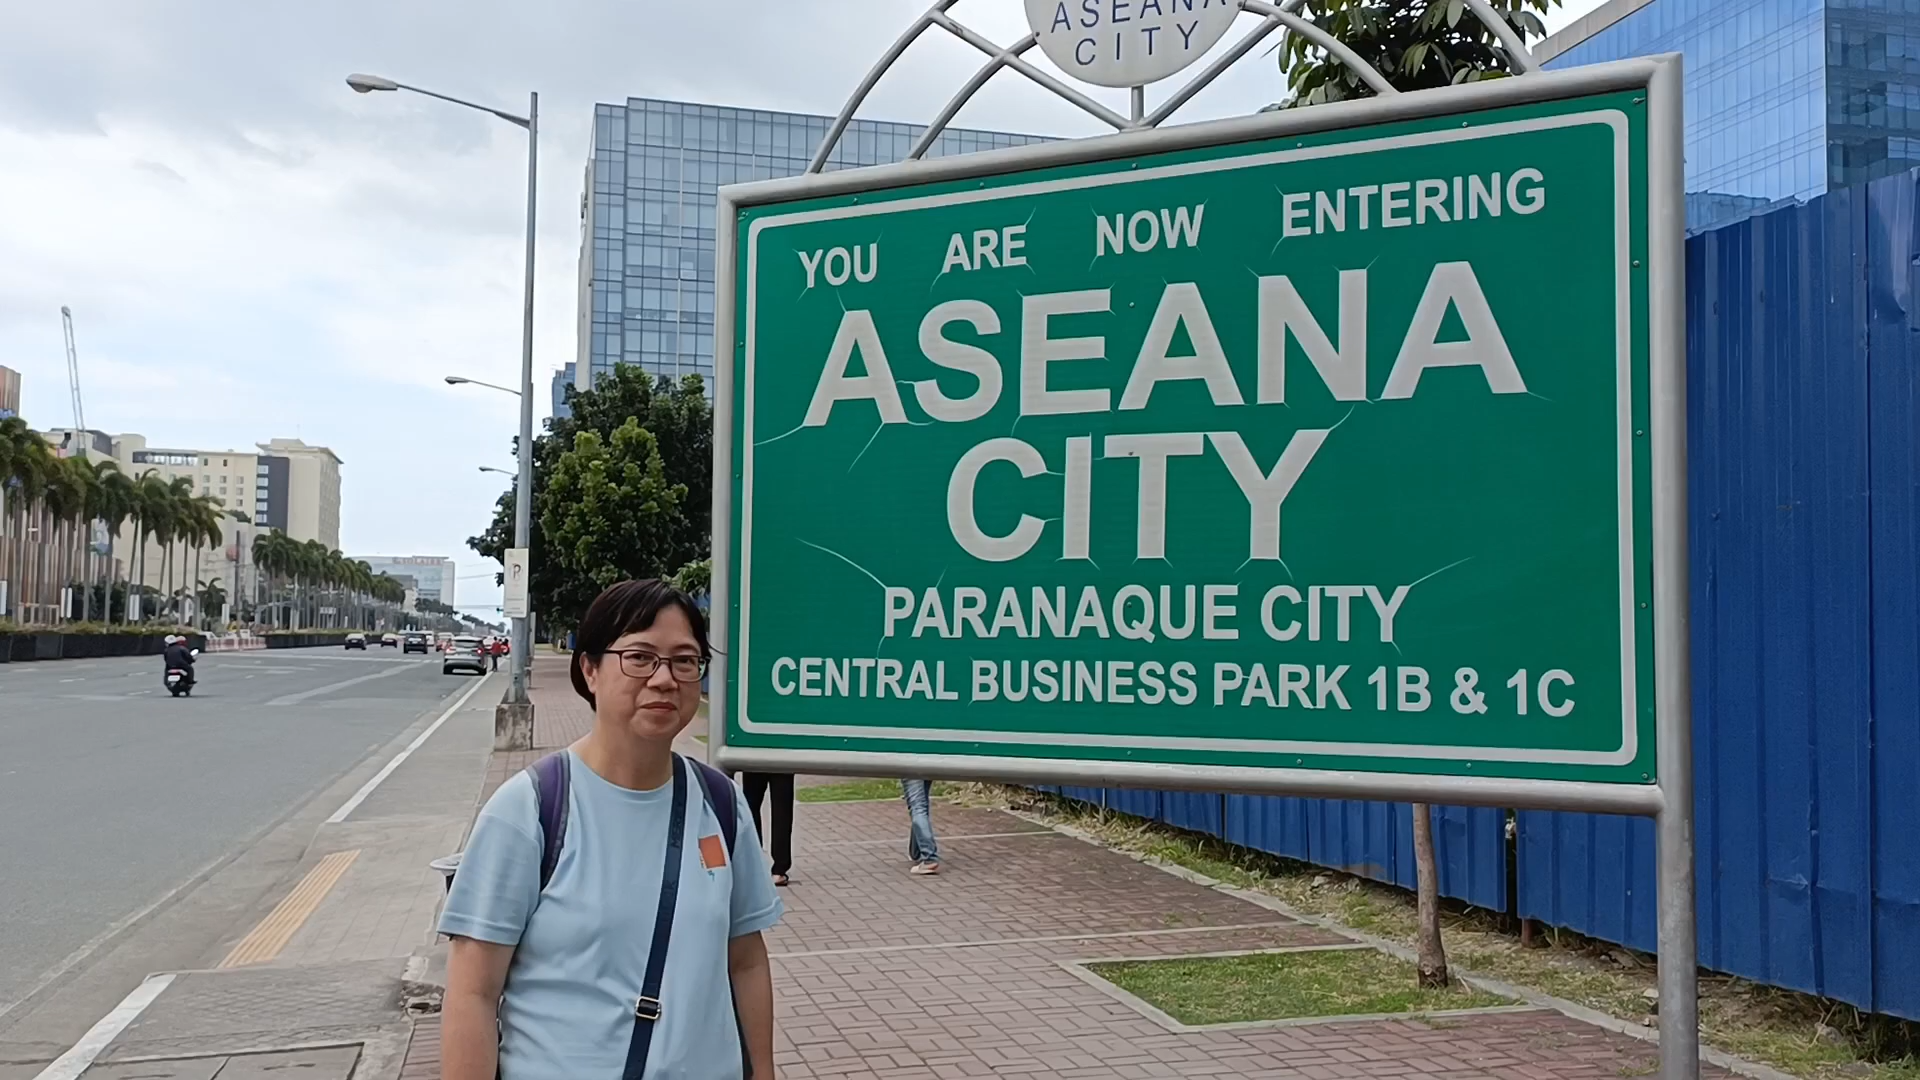 ASEANA
CITY
YOU ARE NOW ENTERING
ASEANA
CITY
PARANAQUE CITY
CENTRAL BUSINESS PARK 1B & 1C
P